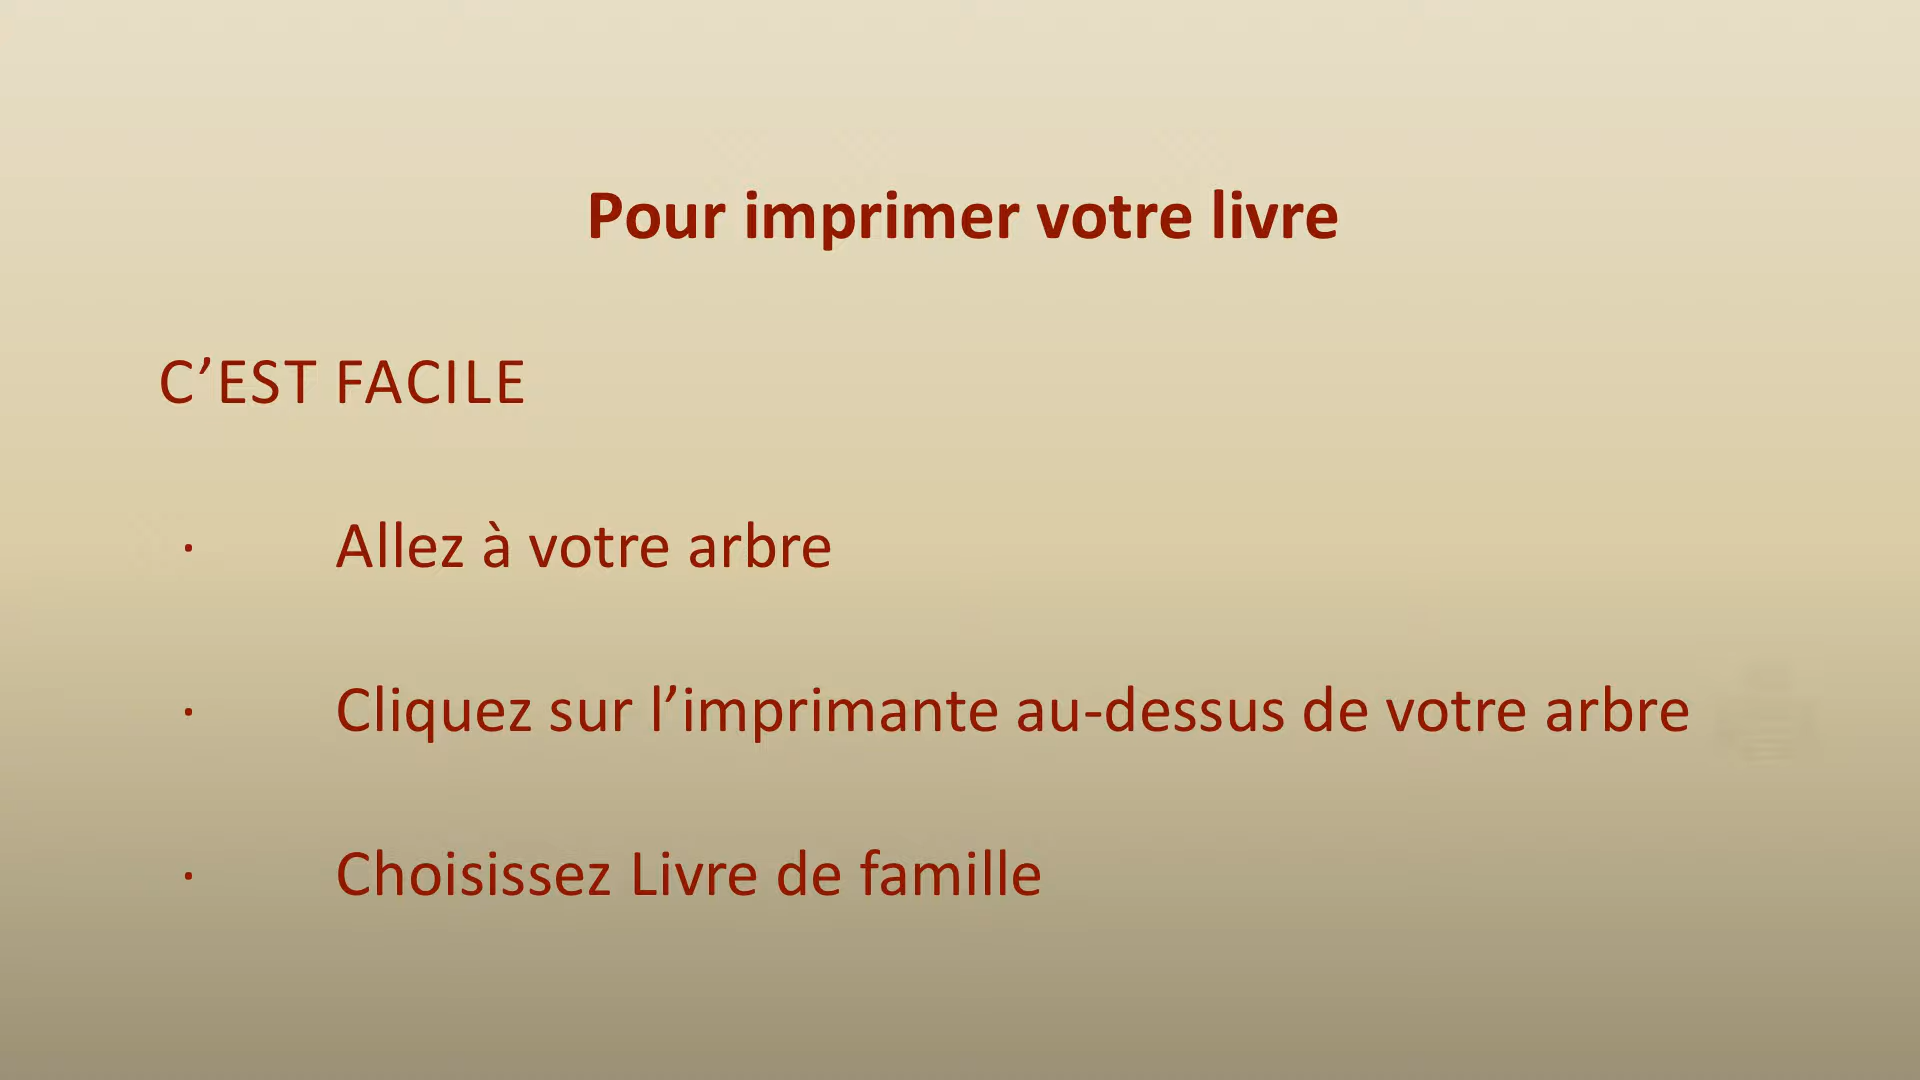 Pour imprimer votre livre
C’EST FACILE
· Allez à votre arbre
· Cliquez sur l’imprimante au-dessus de votre arbre
· Choisissez Livre de famille